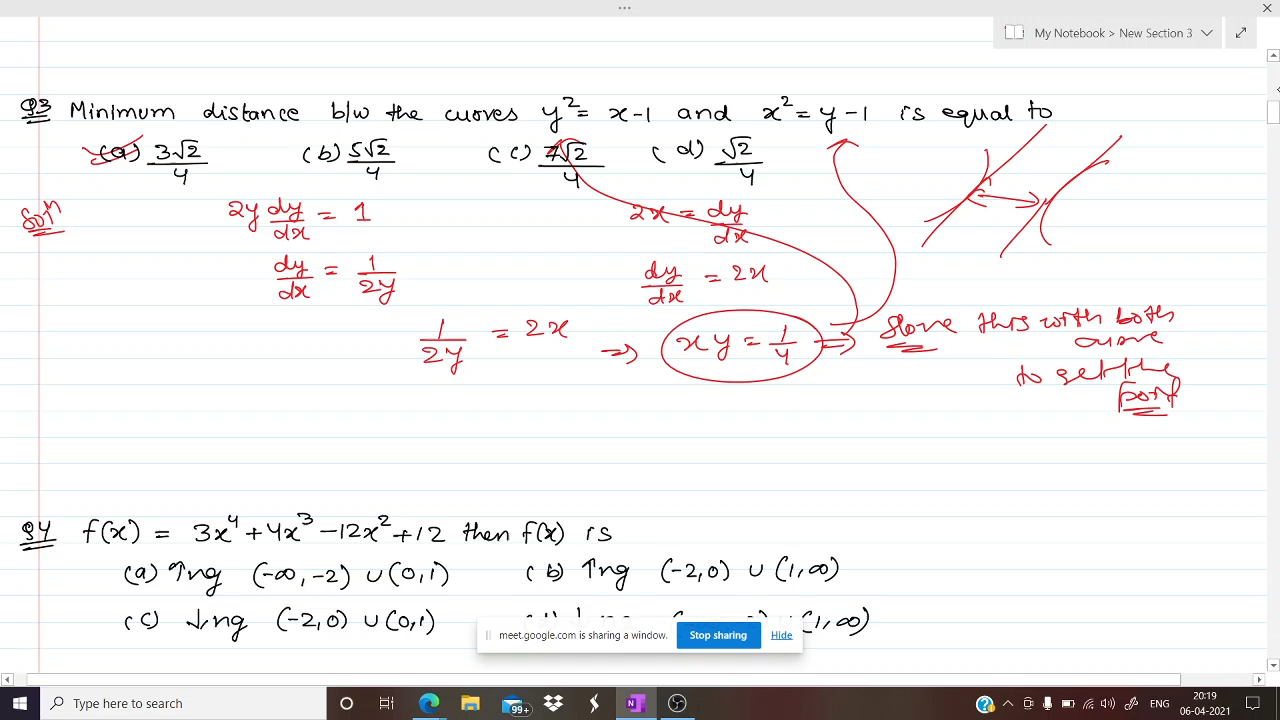 My Notebook > New Section 3
Q3 Minimum distance b/w the curves y² = x-1 and x² = y-1 is equal to
(a) 3√2/4 (b) 5√2/4 (c) 7√2/4 (d) √2/4
Solⁿ 2y dy/dx = 1 2x = dy/dx
dy/dx = 1/2y dy/dx = 2x
1/2y = 2x ⇒ xy = 1/4 ⇒ Solve this with both
curve
to get the
point
Q4 f(x) = 3x⁴ + 4x³ - 12x² + 12 then f(x) is
(a) ↑ng (-∞, -2) ∪ (0, 1) (b) ↑ng (-2, 0) ∪ (1, ∞)
(c) ↓ng (-2, 0) ∪ (0, 1) ∪ (1, ∞)
meet.google.com is sharing a window. Stop sharing Hide
Type here to search
99+
ENG
20:19
06-04-2021